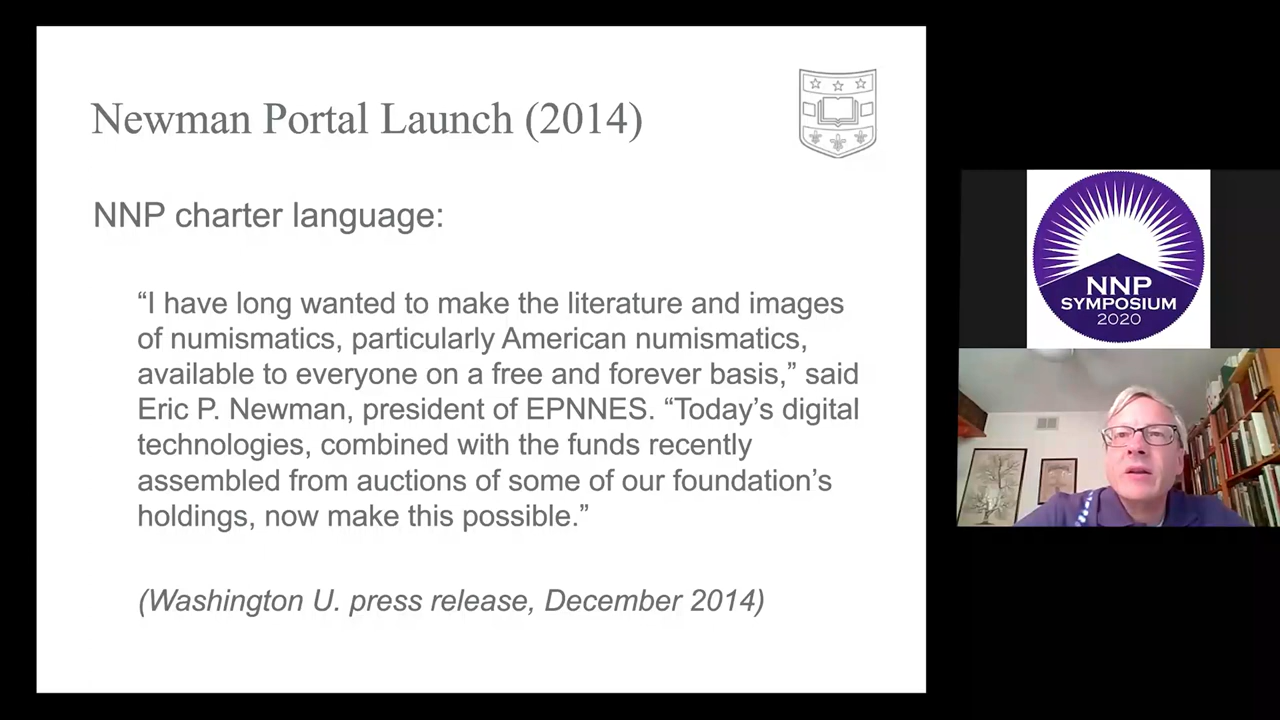 Newman Portal Launch (2014)
NNP charter language:
“I have long wanted to make the literature and images
of numismatics, particularly American numismatics,
available to everyone on a free and forever basis,” said
Eric P. Newman, president of EPNNES. “Today’s digital
technologies, combined with the funds recently
assembled from auctions of some of our foundation’s
holdings, now make this possible.”
(Washington U. press release, December 2014)
NNP
SYMPOSIUM
2020